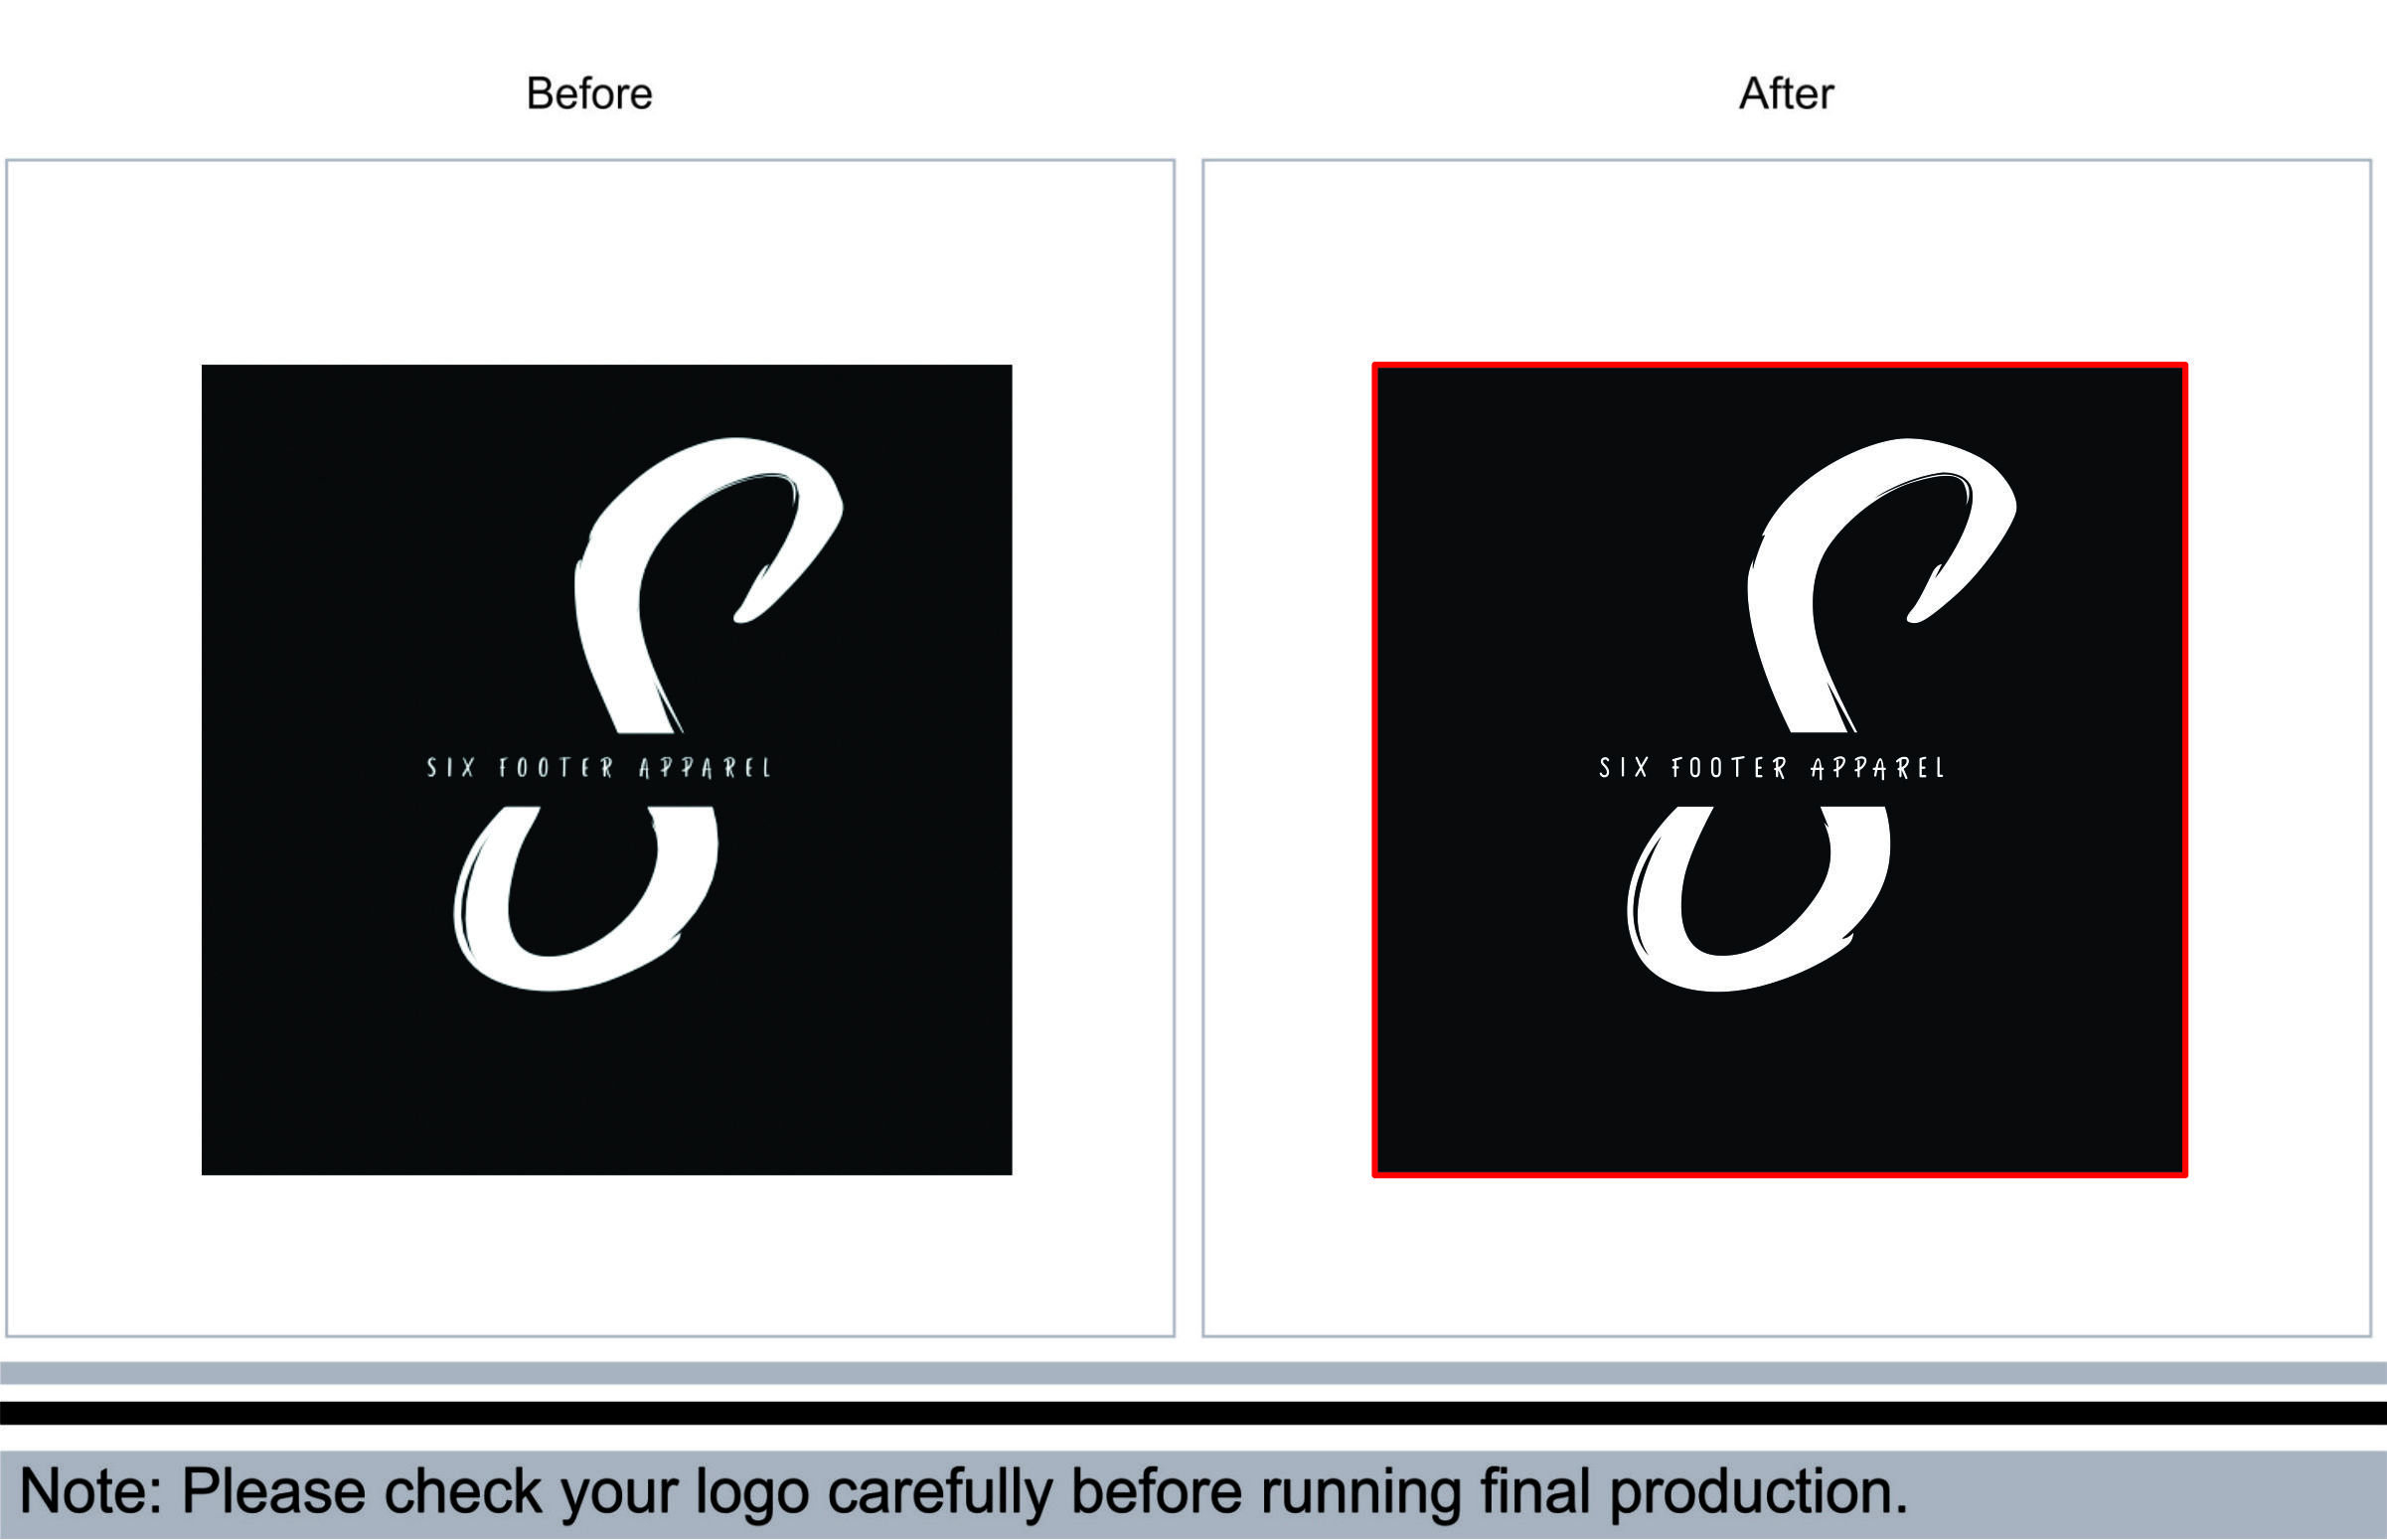 Before
After
S
SIX FOOTER APPAREL
S
SIX FOOTER APPAREL
Note: Please check your logo carefully before running final production.